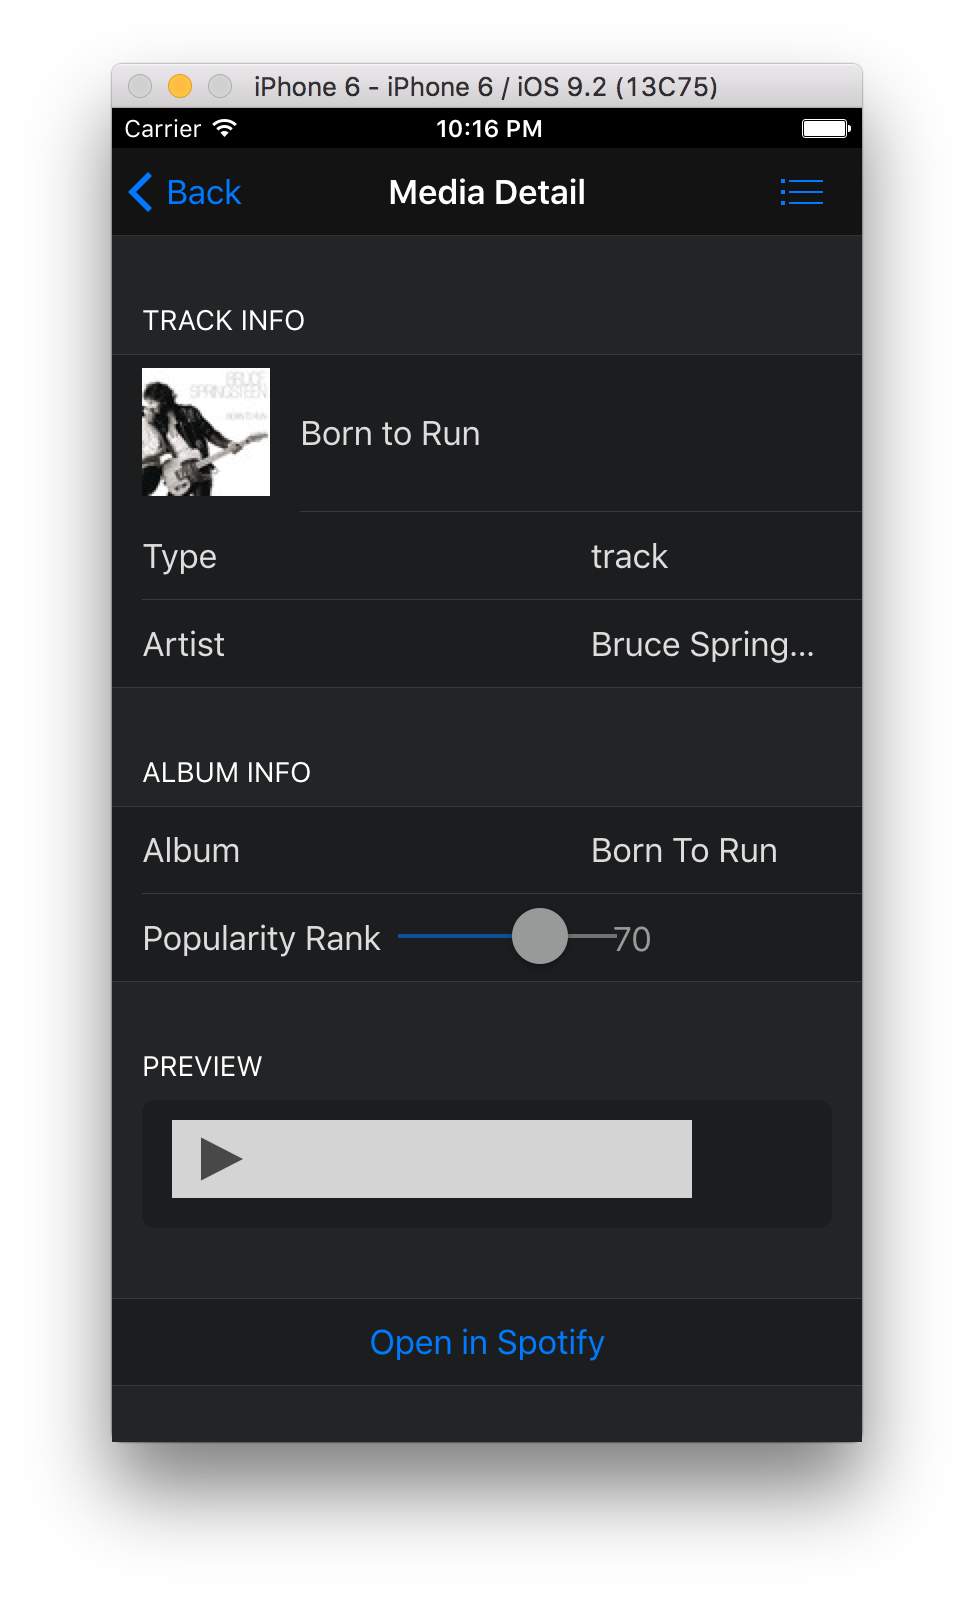 iPhone 6 - iPhone 6 / iOS 9.2 (13C75)
Carrier 10:16 PM
Back Media Detail
TRACK INFO
BRUCE
SPRINGSTEEN
BORN TO RUN
Born to Run
Type track
Artist Bruce Spring...
ALBUM INFO
Album Born To Run
Popularity Rank 70
PREVIEW
Open in Spotify